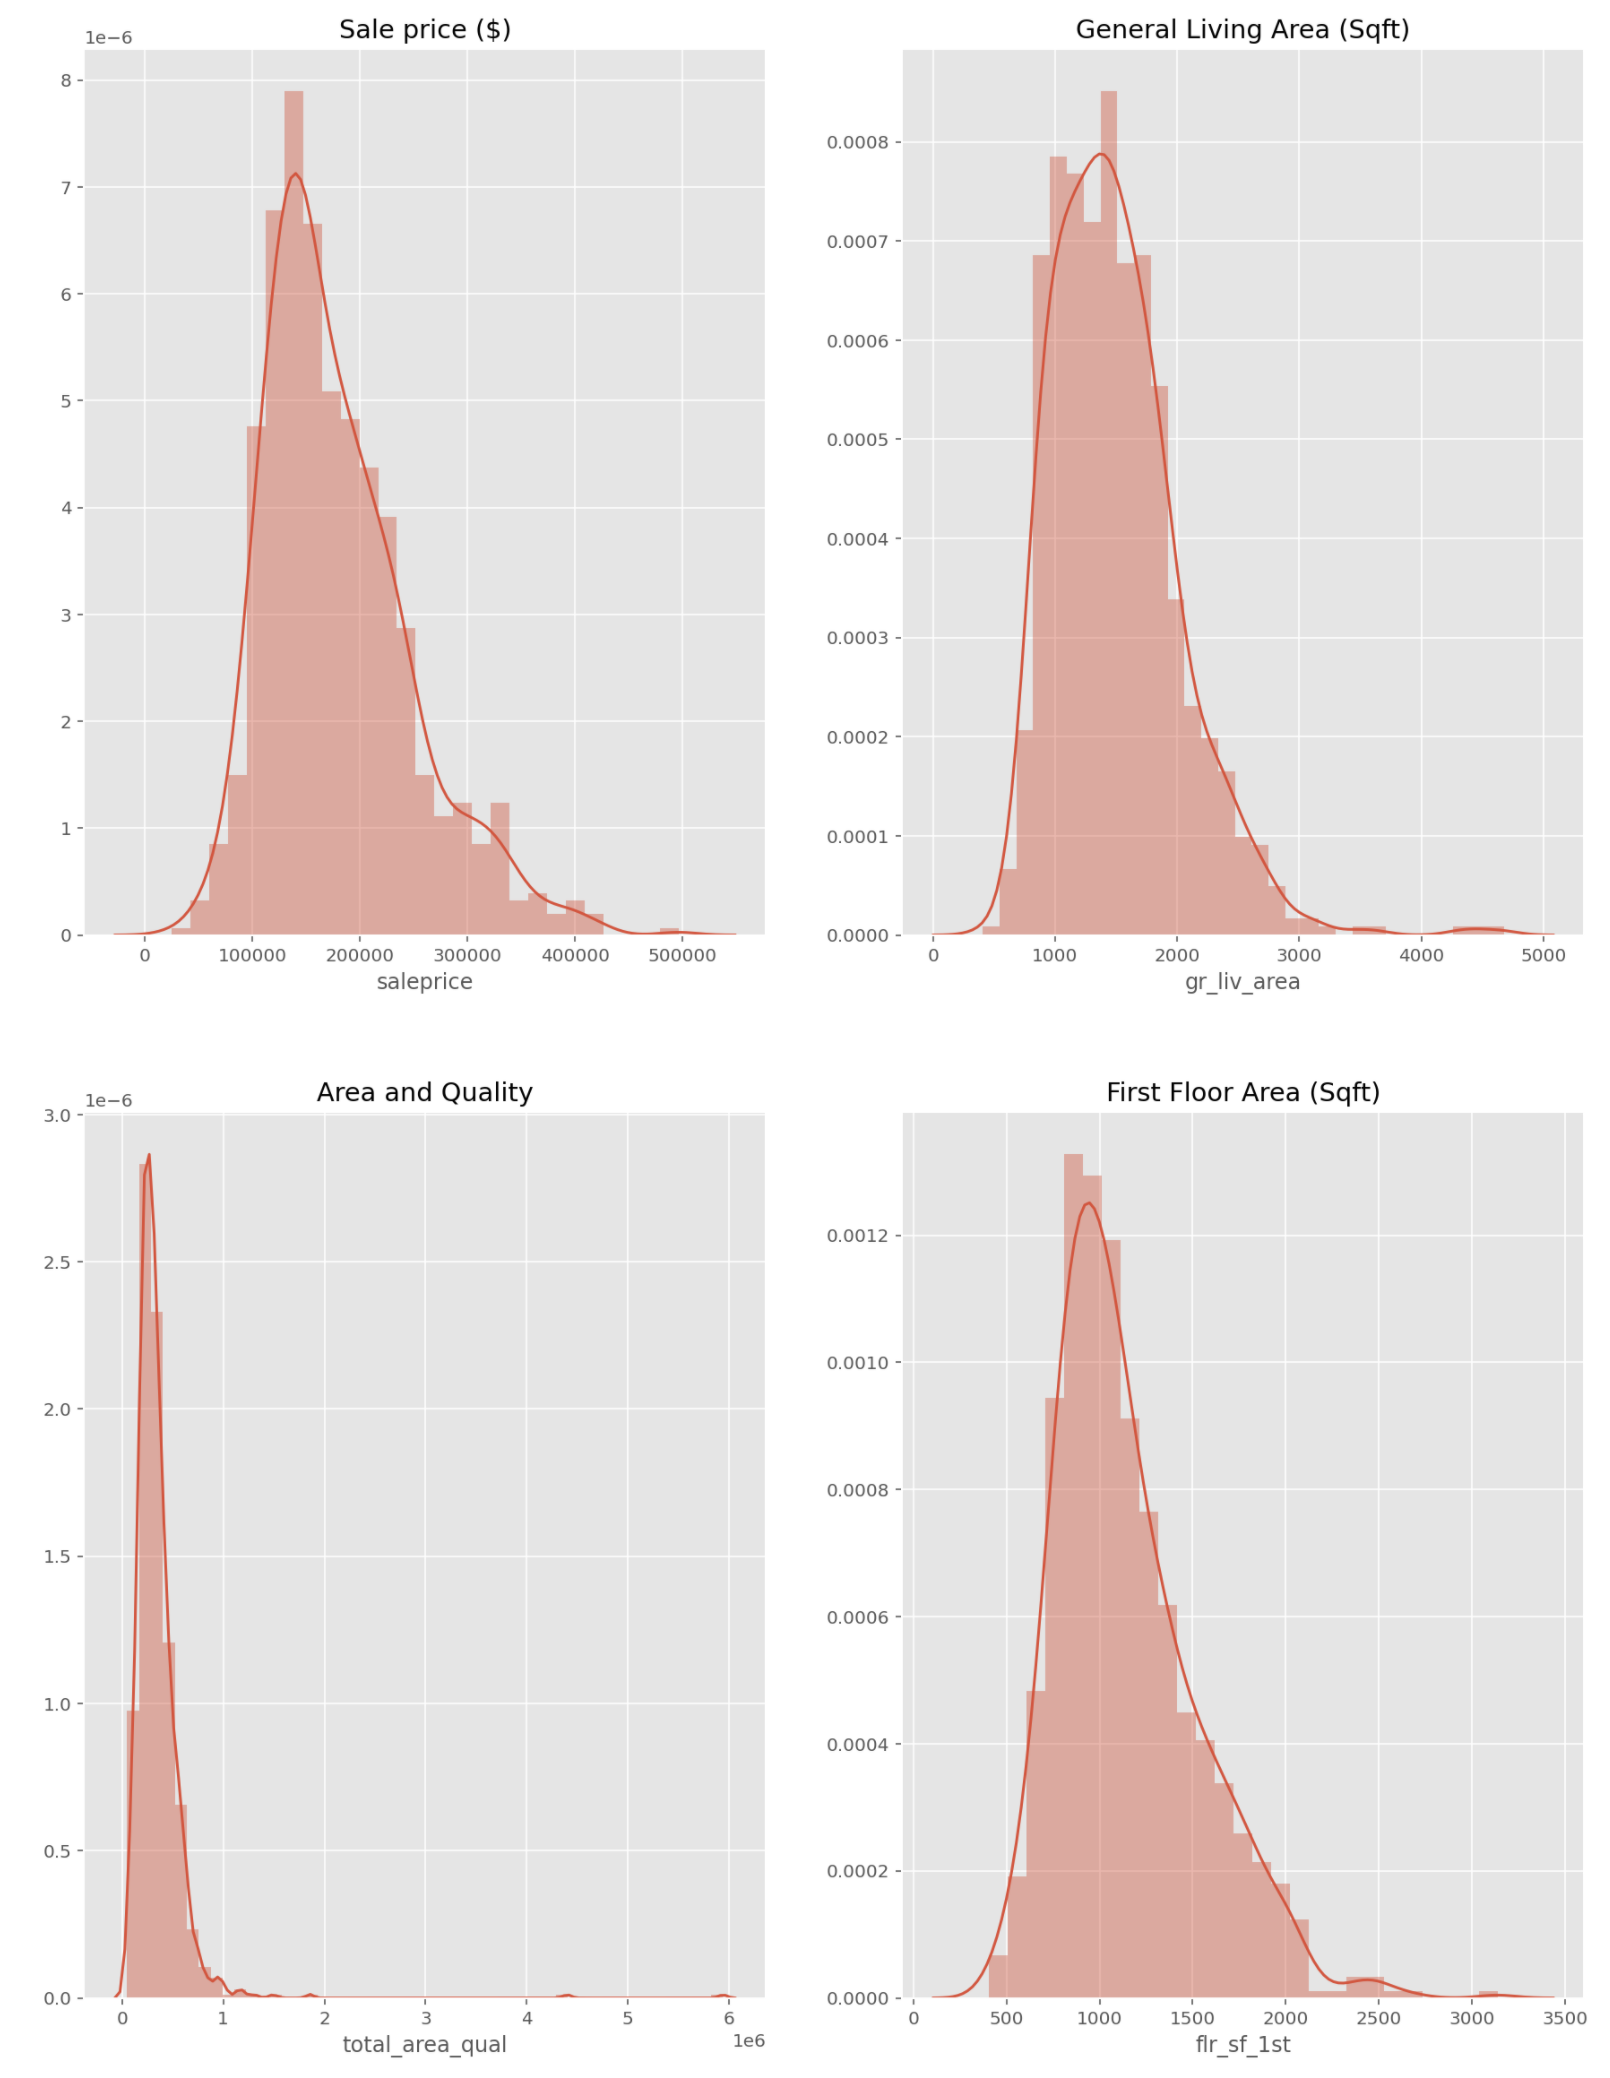 Sale price ($)
1e−6
8
7
6
5
4
3
2
1
0
0 100000 200000 300000 400000 500000
saleprice
General Living Area (Sqft)
0.0008
0.0007
0.0006
0.0005
0.0004
0.0003
0.0002
0.0001
0.0000
0 1000 2000 3000 4000 5000
gr_liv_area
Area and Quality
1e−6
3.0
2.5
2.0
1.5
1.0
0.5
0.0
0 1 2 3 4 5 6
1e6
total_area_qual
First Floor Area (Sqft)
0.0012
0.0010
0.0008
0.0006
0.0004
0.0002
0.0000
0 500 1000 1500 2000 2500 3000 3500
flr_sf_1st